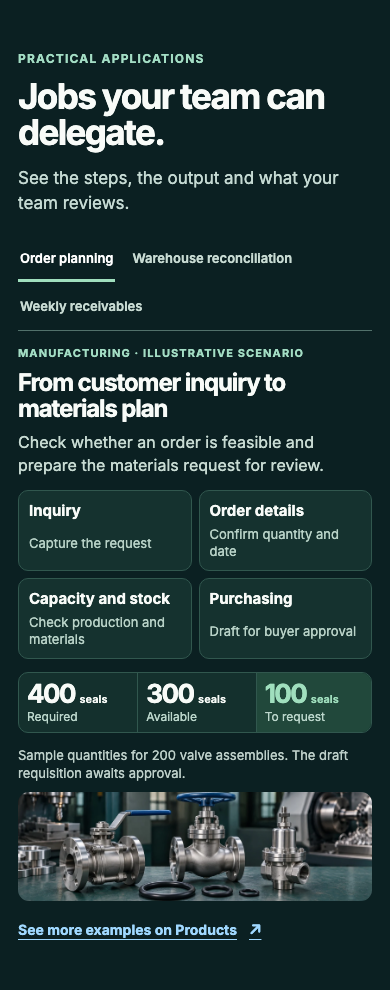 PRACTICAL APPLICATIONS
Jobs your team can
delegate.
See the steps, the output and what your
team reviews.
Order planning
Warehouse reconciliation
Weekly receivables
MANUFACTURING · ILLUSTRATIVE SCENARIO
From customer inquiry to
materials plan
Check whether an order is feasible and
prepare the materials request for review.
Inquiry
Capture the request
Order details
Confirm quantity and
date
Capacity and stock
Check production and
materials
Purchasing
Draft for buyer approval
400 seals
Required
300 seals
Available
100 seals
To request
Sample quantities for 200 valve assemblies. The draft
requisition awaits approval.
See more examples on Products ↗